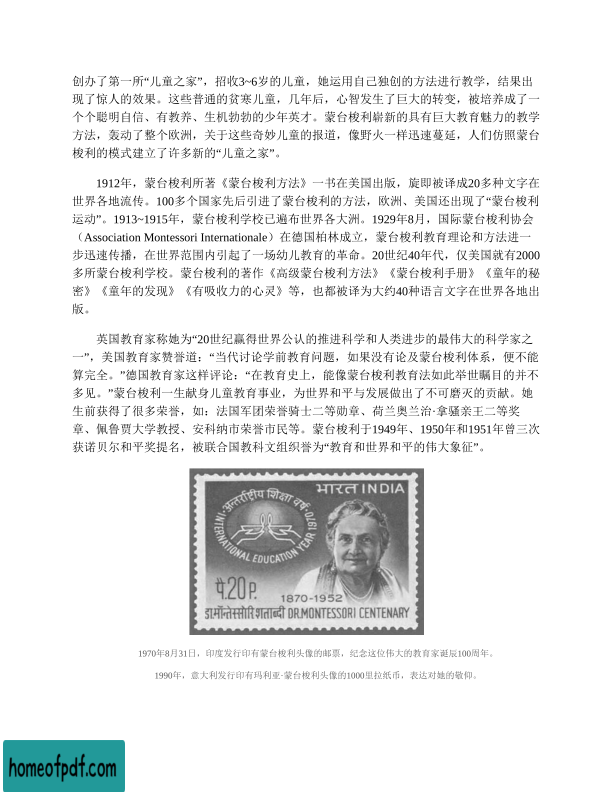 创办了第一所“儿童之家”，招收3~6岁的儿童，她运用自己独创的方法进行教学，结果出
现了惊人的效果。这些普通的贫寒儿童，几年后，心智发生了巨大的转变，被培养成了一
个个聪明自信、有教养、生机勃勃的少年英才。蒙台梭利崭新的具有巨大教育魅力的教学
方法，轰动了整个欧洲，关于这些奇妙儿童的报道，像野火一样迅速蔓延，人们仿照蒙台
梭利的模式建立了许多新的“儿童之家”。
1912年，蒙台梭利所著《蒙台梭利方法》一书在美国出版，旋即被译成20多种文字在
世界各地流传。100多个国家先后引进了蒙台梭利的方法，欧洲、美国还出现了“蒙台梭利
运动”。1913~1915年，蒙台梭利学校已遍布世界各大洲。1929年8月，国际蒙台梭利协会
（Association Montessori Internationale）在德国柏林成立，蒙台梭利教育理论和方法进一
步迅速传播，在世界范围内引起了一场幼儿教育的革命。20世纪40年代，仅美国就有2000
多所蒙台梭利学校。蒙台梭利的著作《高级蒙台梭利方法》《蒙台梭利手册》《童年的秘
密》《童年的发现》《有吸收力的心灵》等，也都被译为大约40种语言文字在世界各地出
版。
英国教育家称她为“20世纪赢得世界公认的推进科学和人类进步的最伟大的科学家之
一”，美国教育家赞誉道：“当代讨论学前教育问题，如果没有论及蒙台梭利体系，便不能
算完全。”德国教育家这样评论：“在教育史上，能像蒙台梭利教育法如此举世瞩目的并不
多见。”蒙台梭利一生献身儿童教育事业，为世界和平与发展做出了不可磨灭的贡献。她
生前获得了很多荣誉，如：法国军团荣誉骑士二等勋章、荷兰奥兰治·拿骚亲王二等奖
章、佩鲁贾大学教授、安科纳市荣誉市民等。蒙台梭利于1949年、1950年和1951年曾三次
获诺贝尔和平奖提名，被联合国教科文组织誉为“教育和世界和平的伟大象征”。
भारत INDIA
अन्तर्राष्ट्रीय शिक्षा वर्ष·1970
INTERNATIONAL EDUCATION YEAR 1970
पै.20 P.
1870-1952
डा.मॉन्तेस्सोरि शताब्दी DR.MONTESSORI CENTENARY
1970年8月31日，印度发行印有蒙台梭利头像的邮票，纪念这位伟大的教育家诞辰100周年。
1990年，意大利发行印有玛利亚·蒙台梭利头像的1000里拉纸币，表达对她的敬仰。
homeofpdf.com